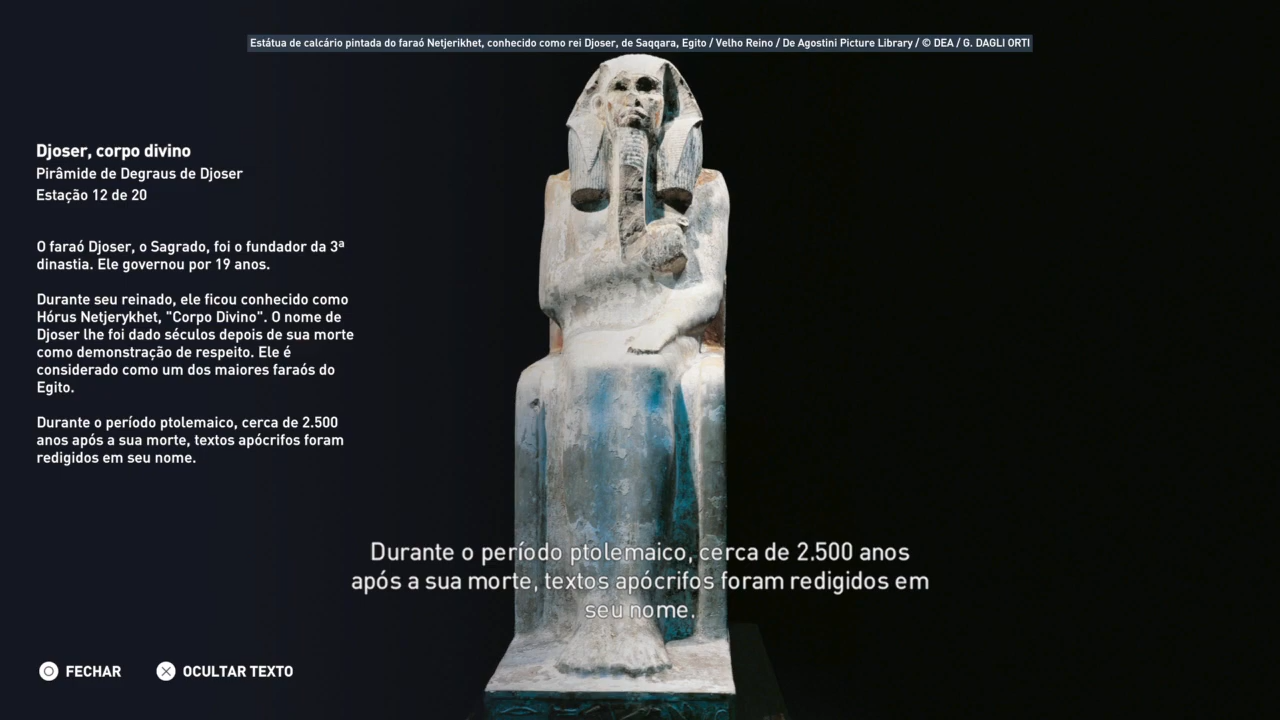 Estátua de calcário pintada do faraó Netjerikhet, conhecido como rei Djoser, de Saqqara, Egito / Velho Reino / De Agostini Picture Library / © DEA / G. DAGLI ORTI
Djoser, corpo divino
Pirâmide de Degraus de Djoser
Estação 12 de 20
O faraó Djoser, o Sagrado, foi o fundador da 3ª
dinastia. Ele governou por 19 anos.
Durante seu reinado, ele ficou conhecido como
Hórus Netjerykhet, "Corpo Divino". O nome de
Djoser lhe foi dado séculos depois de sua morte
como demonstração de respeito. Ele é
considerado como um dos maiores faraós do
Egito.
Durante o período ptolemaico, cerca de 2.500
anos após a sua morte, textos apócrifos foram
redigidos em seu nome.
Durante o período ptolemaico, cerca de 2.500 anos
após a sua morte, textos apócrifos foram redigidos em
seu nome.
FECHAR
OCULTAR TEXTO